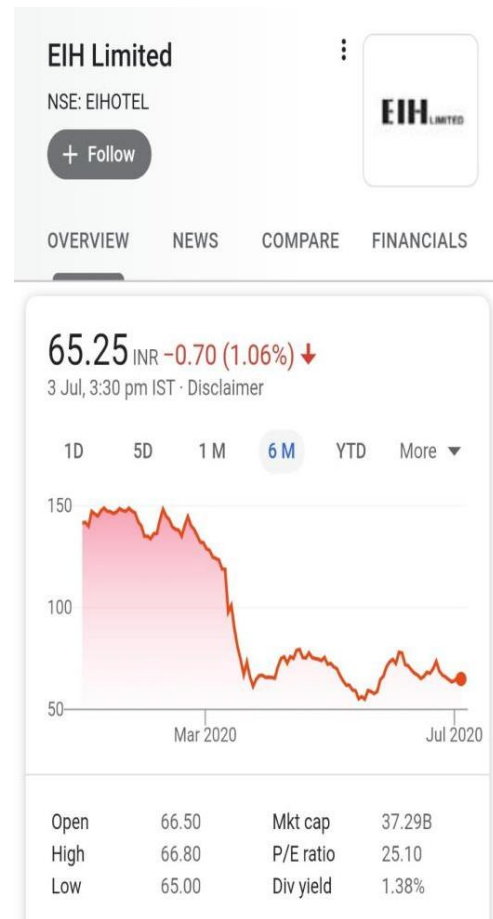 EIH Limited
NSE: EIHOTEL
EIH LIMITED
+ Follow
OVERVIEW NEWS COMPARE FINANCIALS
65.25 INR −0.70 (1.06%)
3 Jul, 3:30 pm IST · Disclaimer
1D 5D 1 M 6 M YTD More
150
100
50
Mar 2020 Jul 2020
Open 66.50 Mkt cap 37.29B
High 66.80 P/E ratio 25.10
Low 65.00 Div yield 1.38%